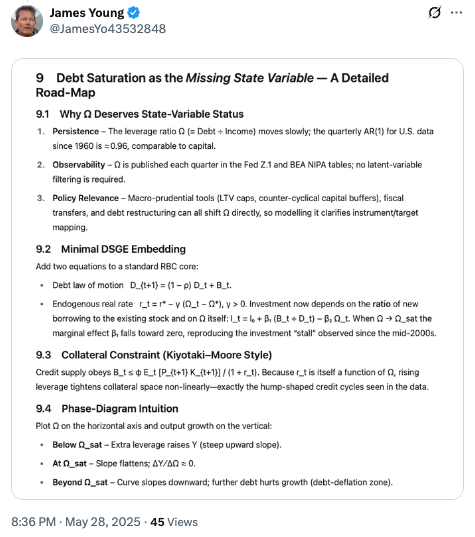 James Young
@JamesYo43532848
9 Debt Saturation as the Missing State Variable — A Detailed
Road-Map
9.1 Why Ω Deserves State-Variable Status
1. Persistence – The leverage ratio Ω (= Debt ÷ Income) moves slowly; the quarterly AR(1) for U.S. data
since 1960 is ≈0.96, comparable to capital.
2. Observability – Ω is published each quarter in the Fed Z.1 and BEA NIPA tables; no latent-variable
filtering is required.
3. Policy Relevance – Macro-prudential tools (LTV caps, counter-cyclical capital buffers), fiscal
transfers, and debt restructuring can all shift Ω directly, so modelling it clarifies instrument/target
mapping.
9.2 Minimal DSGE Embedding
Add two equations to a standard RBC core:
• Debt law of motion D_{t+1} = (1 − ρ) D_t + B_t.
• Endogenous real rate r_t = r* − γ (Ω_t − Ω*), γ > 0. Investment now depends on the ratio of new
borrowing to the existing stock and on Ω itself: I_t = I₀ + β₁ (B_t ÷ D_t) − β₂ Ω_t. When Ω → Ω_sat the
marginal effect β₁ falls toward zero, reproducing the investment “stall” observed since the mid-2000s.
9.3 Collateral Constraint (Kiyotaki–Moore Style)
Credit supply obeys B_t ≤ φ E_t [P_{t+1} K_{t+1}] / (1 + r_t). Because r_t is itself a function of Ω, rising
leverage tightens collateral space non-linearly—exactly the hump-shaped credit cycles seen in the data.
9.4 Phase-Diagram Intuition
Plot Ω on the horizontal axis and output growth on the vertical:
• Below Ω_sat – Extra leverage raises Y (steep upward slope).
• At Ω_sat – Slope flattens; ΔY/ΔΩ ≈ 0.
• Beyond Ω_sat – Curve slopes downward; further debt hurts growth (debt-deflation zone).
8:36 PM · May 28, 2025 · 45 Views